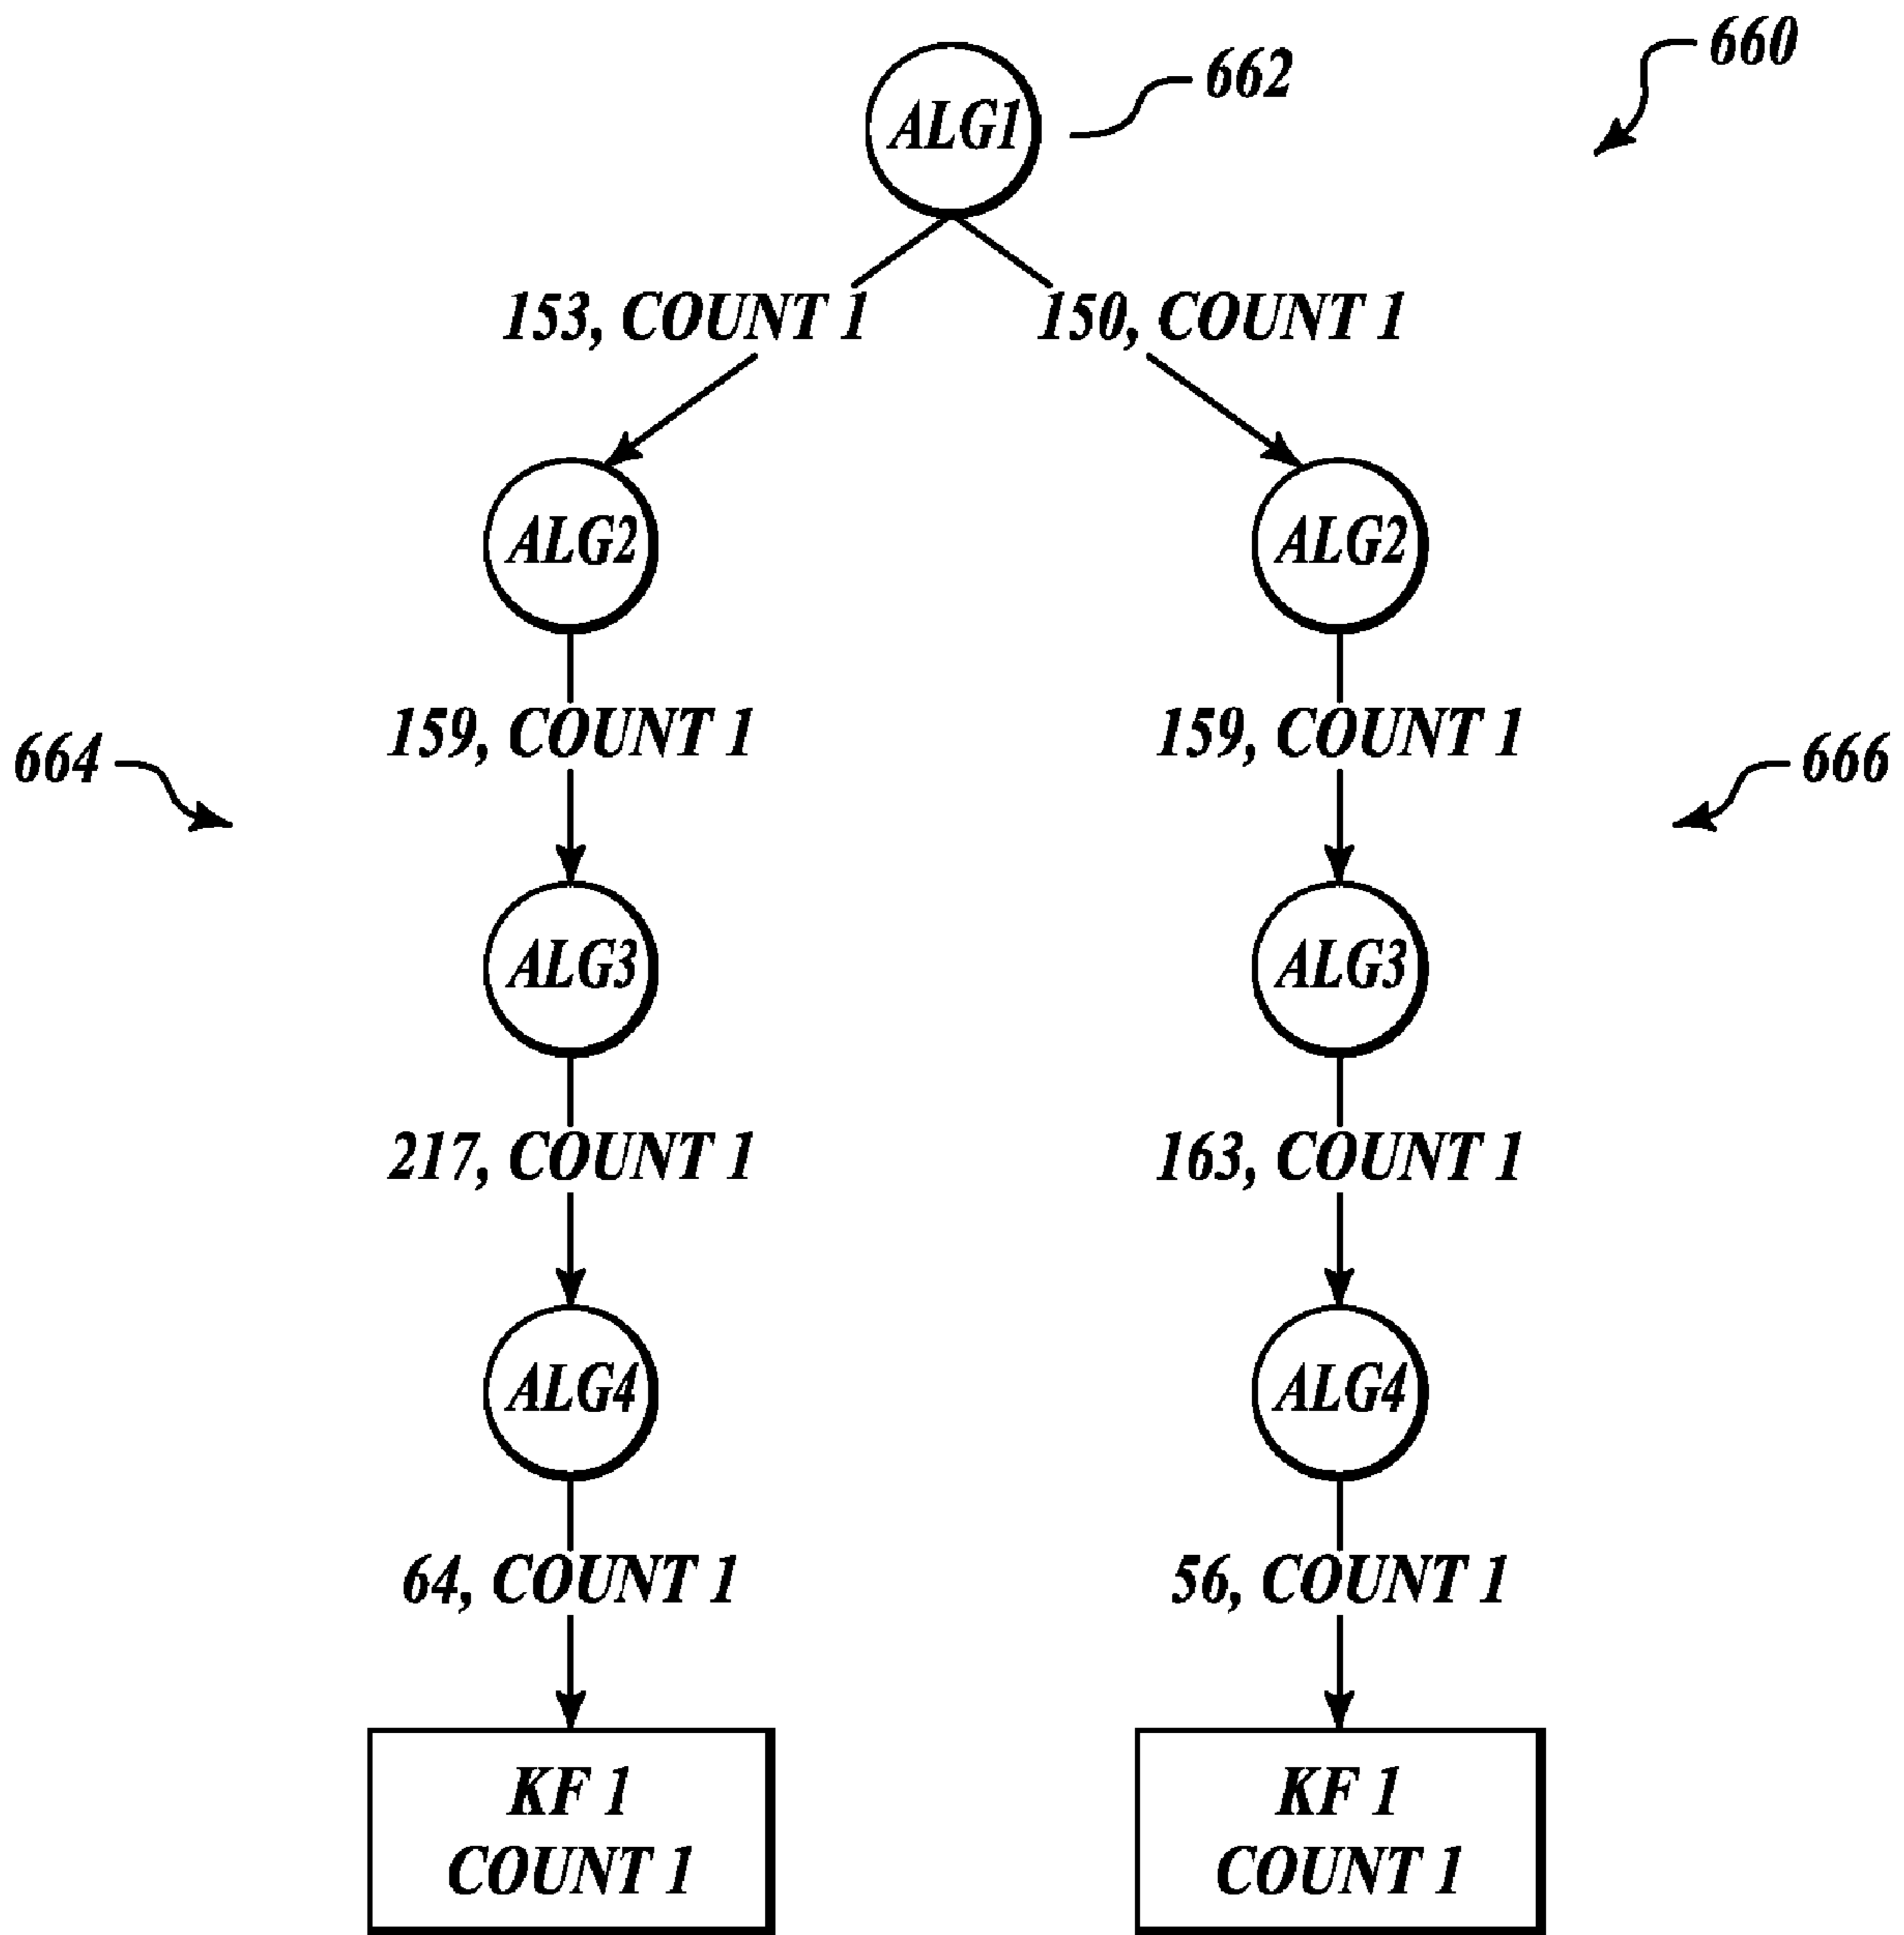 660
662
ALG1
153, COUNT 1
150, COUNT 1
ALG2
ALG2
159, COUNT 1
159, COUNT 1
664
666
ALG3
ALG3
217, COUNT 1
163, COUNT 1
ALG4
ALG4
64, COUNT 1
56, COUNT 1
KF 1
COUNT 1
KF 1
COUNT 1